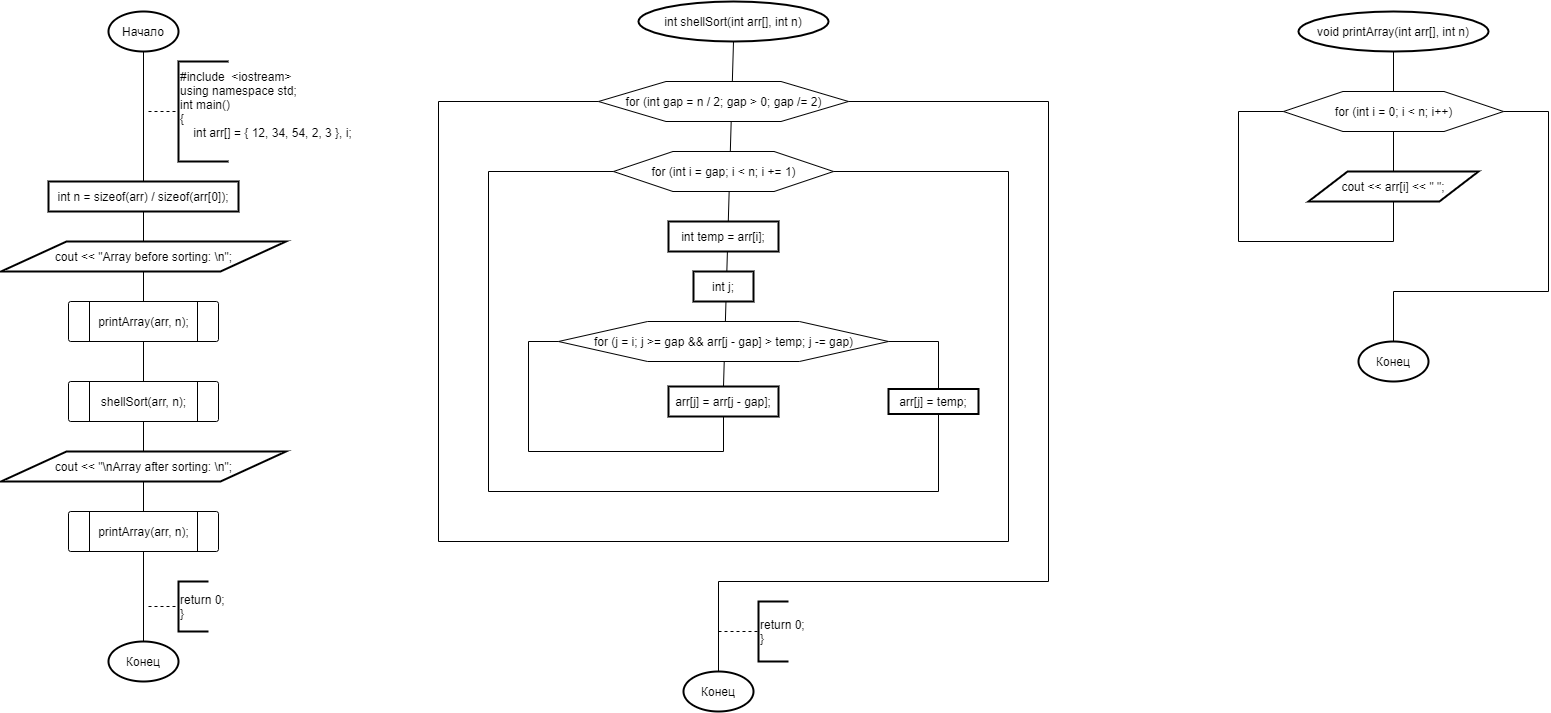 Начало
#include  <iostream>
using namespace std;
int main()
{
    int arr[] = { 12, 34, 54, 2, 3 }, i;
int n = sizeof(arr) / sizeof(arr[0]);
cout << "Array before sorting: \n";
printArray(arr, n);
shellSort(arr, n);
cout << "\nArray after sorting: \n";
printArray(arr, n);
return 0;
}
Конец
int shellSort(int arr[], int n)
for (int gap = n / 2; gap > 0; gap /= 2)
for (int i = gap; i < n; i += 1)
int temp = arr[i];
int j;
for (j = i; j >= gap && arr[j - gap] > temp; j -= gap)
arr[j] = arr[j - gap];
arr[j] = temp;
return 0;
}
Конец
void printArray(int arr[], int n)
for (int i = 0; i < n; i++)
cout << arr[i] << " ";
Конец